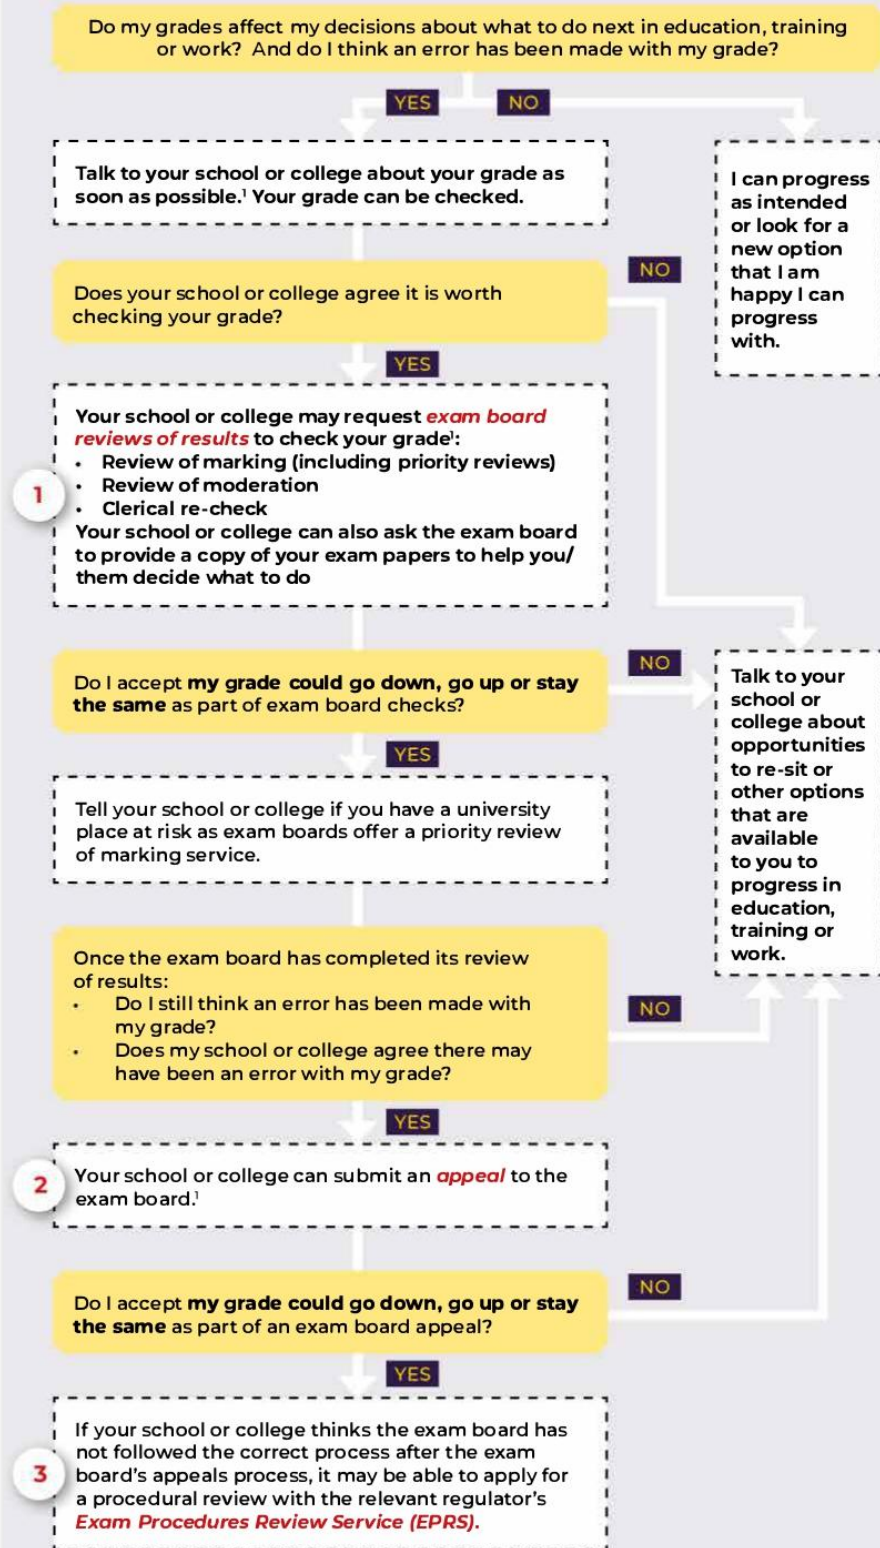 Do my grades affect my decisions about what to do next in education, training
or work? And do I think an error has been made with my grade?
YES
NO
Talk to your school or college about your grade as
soon as possible.¹ Your grade can be checked.
I can progress
as intended
or look for a
new option
that I am
happy I can
progress
with.
Does your school or college agree it is worth
checking your grade?
NO
YES
1
Your school or college may request exam board
reviews of results to check your grade¹:
• Review of marking (including priority reviews)
• Review of moderation
• Clerical re-check
Your school or college can also ask the exam board
to provide a copy of your exam papers to help you/
them decide what to do
Do I accept my grade could go down, go up or stay
the same as part of exam board checks?
NO
YES
Talk to your
school or
college about
opportunities
to re-sit or
other options
that are
available
to you to
progress in
education,
training or
work.
Tell your school or college if you have a university
place at risk as exam boards offer a priority review
of marking service.
Once the exam board has completed its review
of results:
• Do I still think an error has been made with
my grade?
• Does my school or college agree there may
have been an error with my grade?
NO
YES
2
Your school or college can submit an appeal to the
exam board.¹
Do I accept my grade could go down, go up or stay
the same as part of an exam board appeal?
NO
YES
3
If your school or college thinks the exam board has
not followed the correct process after the exam
board's appeals process, it may be able to apply for
a procedural review with the relevant regulator's
Exam Procedures Review Service (EPRS).